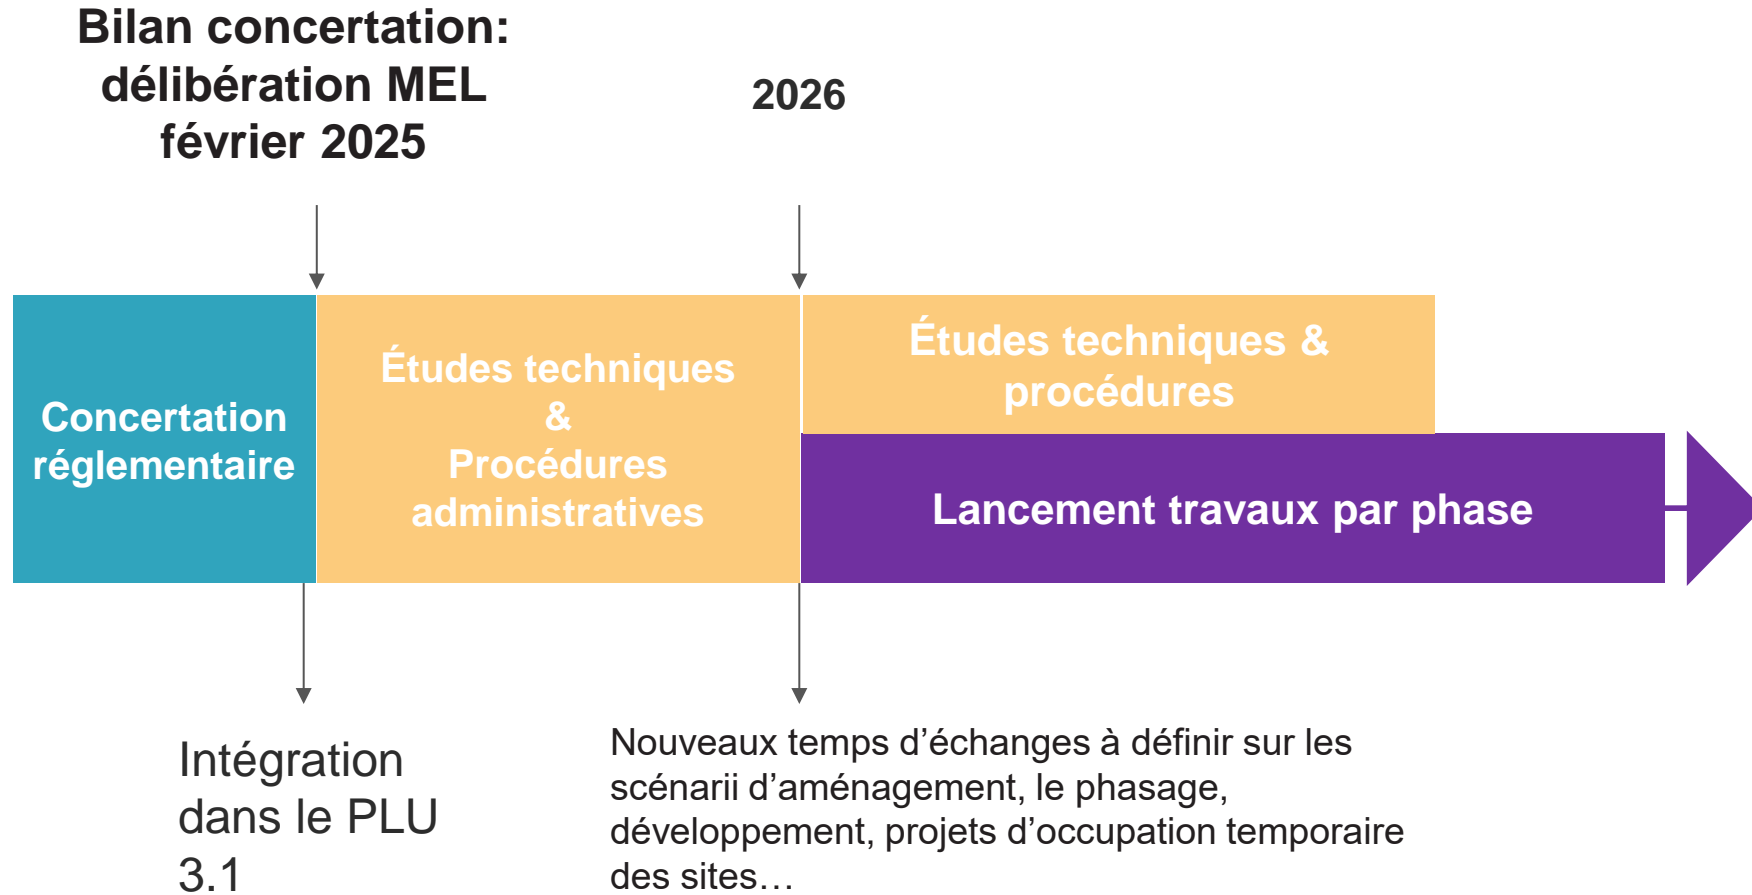 Bilan concertation:
délibération MEL
février 2025
2026
Concertation
réglementaire
Études techniques
&
Procédures
administratives
Études techniques &
procédures
Lancement travaux par phase
Intégration
dans le PLU
3.1
Nouveaux temps d’échanges à définir sur les
scénarii d’aménagement, le phasage,
développement, projets d’occupation temporaire
des sites…